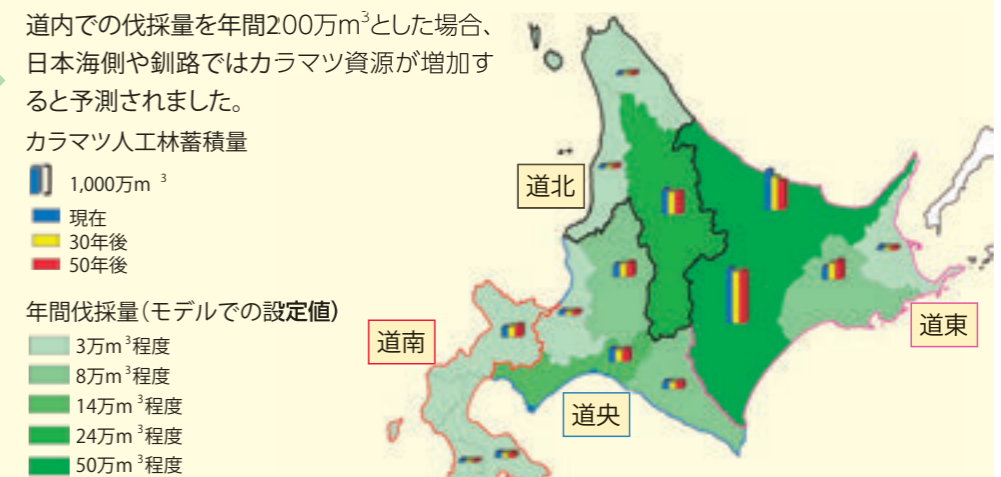 道内での伐採量を年間200万m³とした場合、
日本海側や釧路ではカラマツ資源が増加す
ると予測されました。
カラマツ人工林蓄積量
1,000万m³
現在
30年後
50年後
年間伐採量(モデルでの設定値)
3万m³程度
8万m³程度
14万m³程度
24万m³程度
50万m³程度
道北
道東
道南
道央